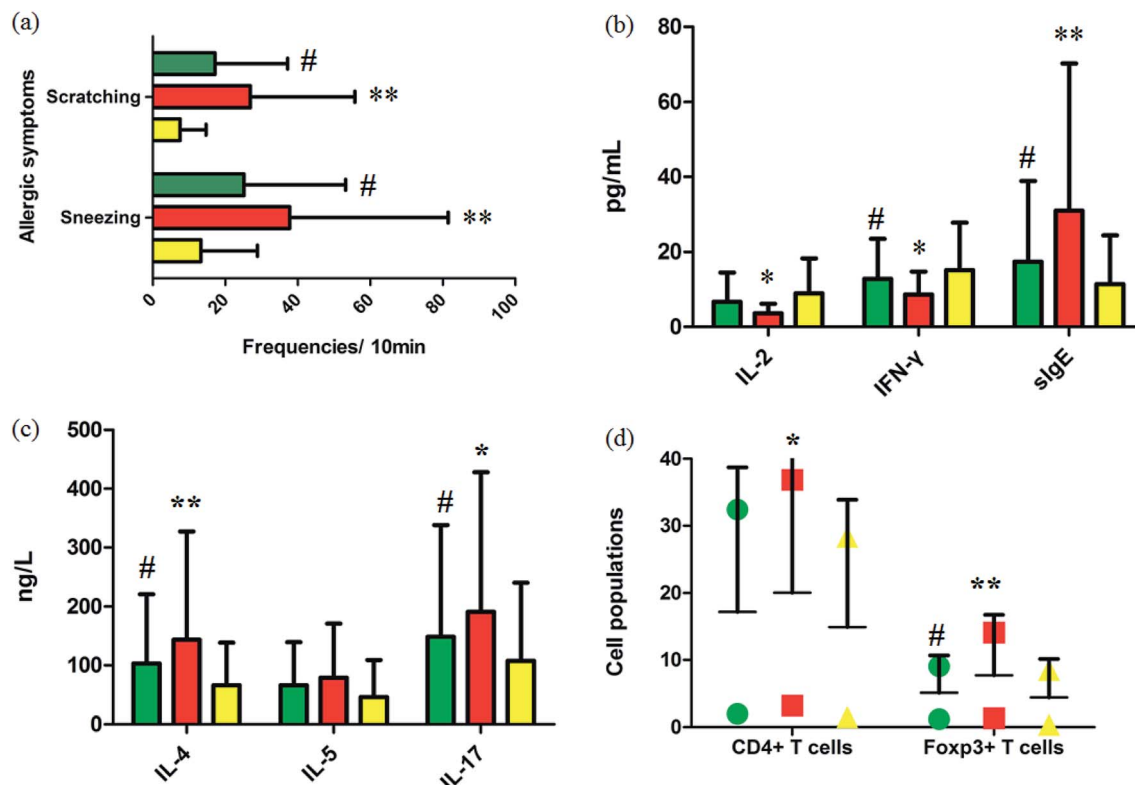 (a)
Allergic symptoms
Scratching
Sneezing
#
**
#
**
0 20 40 60 80 100
Frequencies/ 10min
(b)
pg/mL
80
60
40
20
0
*
#
*
#
**
IL-2 IFN-γ sIgE
(c)
ng/L
500
400
300
200
100
0
#
**
#
*
IL-4 IL-5 IL-17
(d)
Cell populations
40
30
20
10
0
*
#
**
CD4+ T cells Foxp3+ T cells